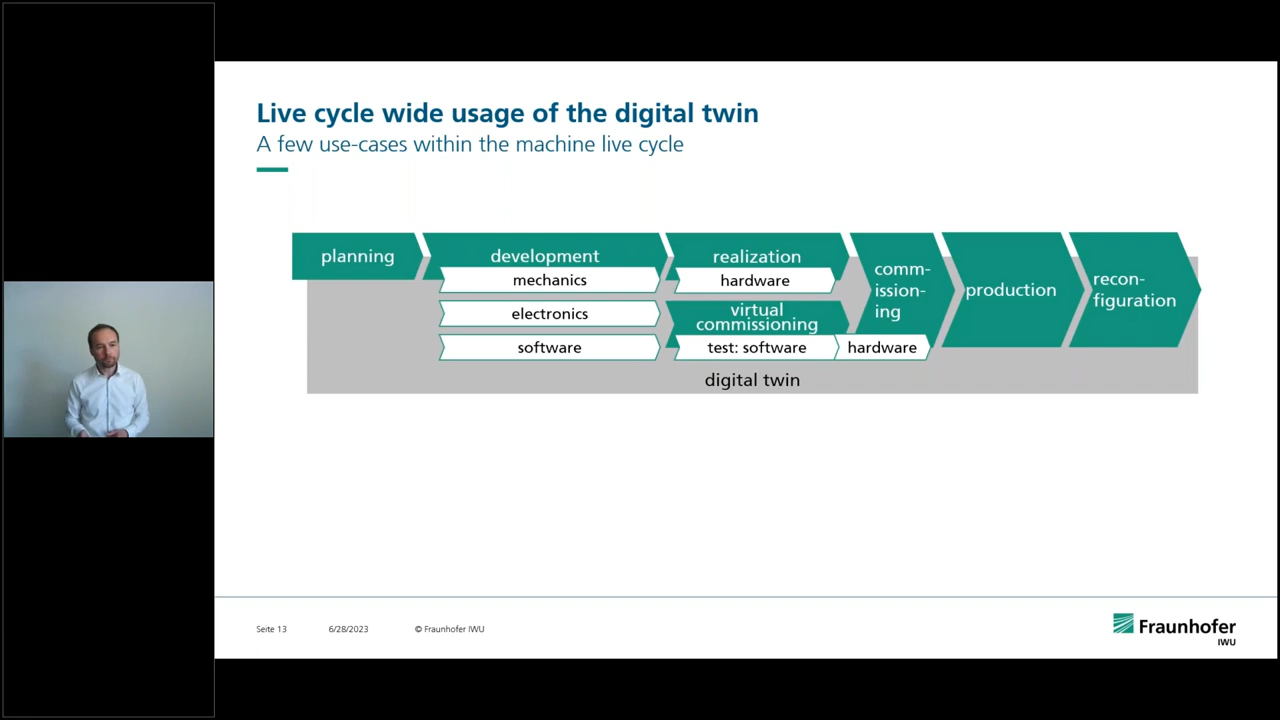 Live cycle wide usage of the digital twin
A few use-cases within the machine live cycle
planning
development
mechanics
electronics
software
realization
hardware
virtual
commissioning
test: software
hardware
comm-
ission-
ing
production
recon-
figuration
digital twin
Seite 13
6/28/2023
© Fraunhofer IWU
Fraunhofer
IWU